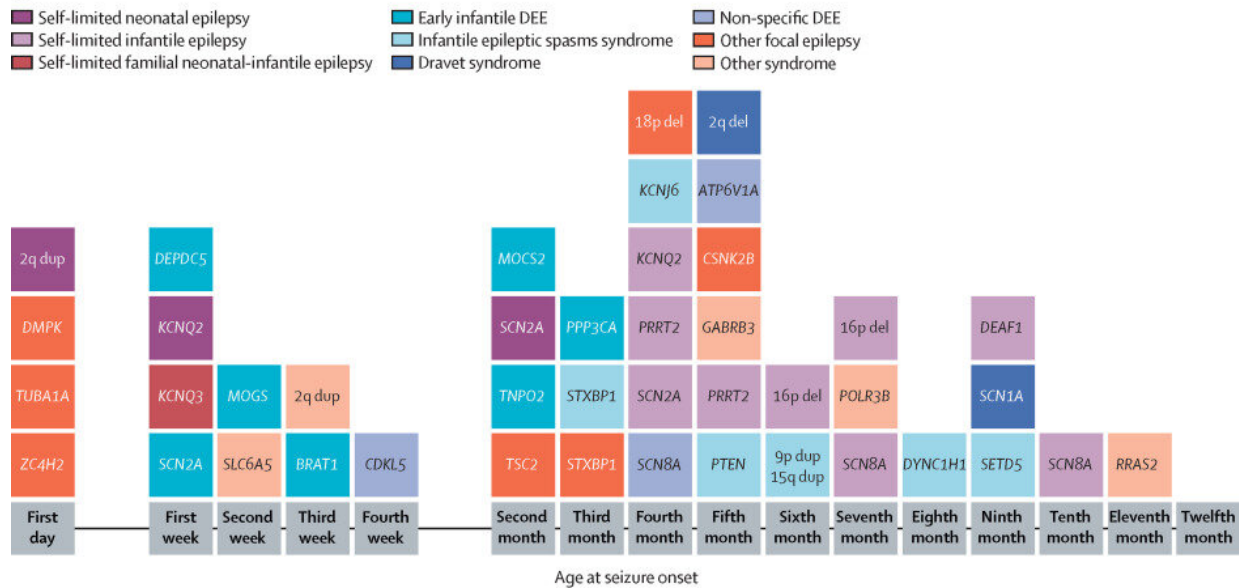 Self-limited neonatal epilepsy
Self-limited infantile epilepsy
Self-limited familial neonatal-infantile epilepsy
Early infantile DEE
Infantile epileptic spasms syndrome
Dravet syndrome
Non-specific DEE
Other focal epilepsy
Other syndrome
18p del
2q del
KCNJ6
ATP6V1A
2q dup
DEPDC5
MOCS2
KCNQ2
CSNK2B
DMPK
KCNQ2
SCN2A
PPP3CA
PRRT2
GABRB3
16p del
DEAF1
TUBA1A
KCNQ3
MOGS
2q dup
TNPO2
STXBP1
SCN2A
PRRT2
16p del
POLR3B
SCN1A
ZC4H2
SCN2A
SLC6A5
BRAT1
CDKL5
TSC2
STXBP1
SCN8A
PTEN
9p dup
15q dup
SCN8A
DYNC1H1
SETD5
SCN8A
RRAS2
First
day
First
week
Second
week
Third
week
Fourth
week
Second
month
Third
month
Fourth
month
Fifth
month
Sixth
month
Seventh
month
Eighth
month
Ninth
month
Tenth
month
Eleventh
month
Twelfth
month
Age at seizure onset